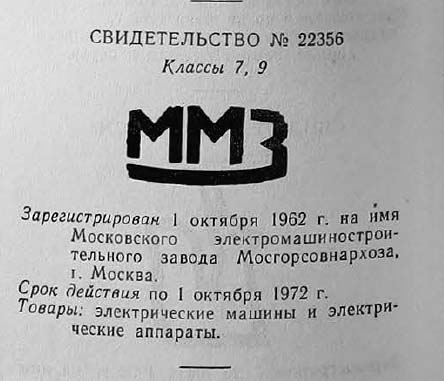 СВИДЕТЕЛЬСТВО № 22356
Классы 7, 9
ММЗ
Зарегистрирован 1 октября 1962 г. на имя
Московского электромашинострои-
тельного завода Мосгорсовнархоза,
г. Москва.
Срок действия по 1 октября 1972 г.
Товары: электрические машины и электри-
ческие аппараты.